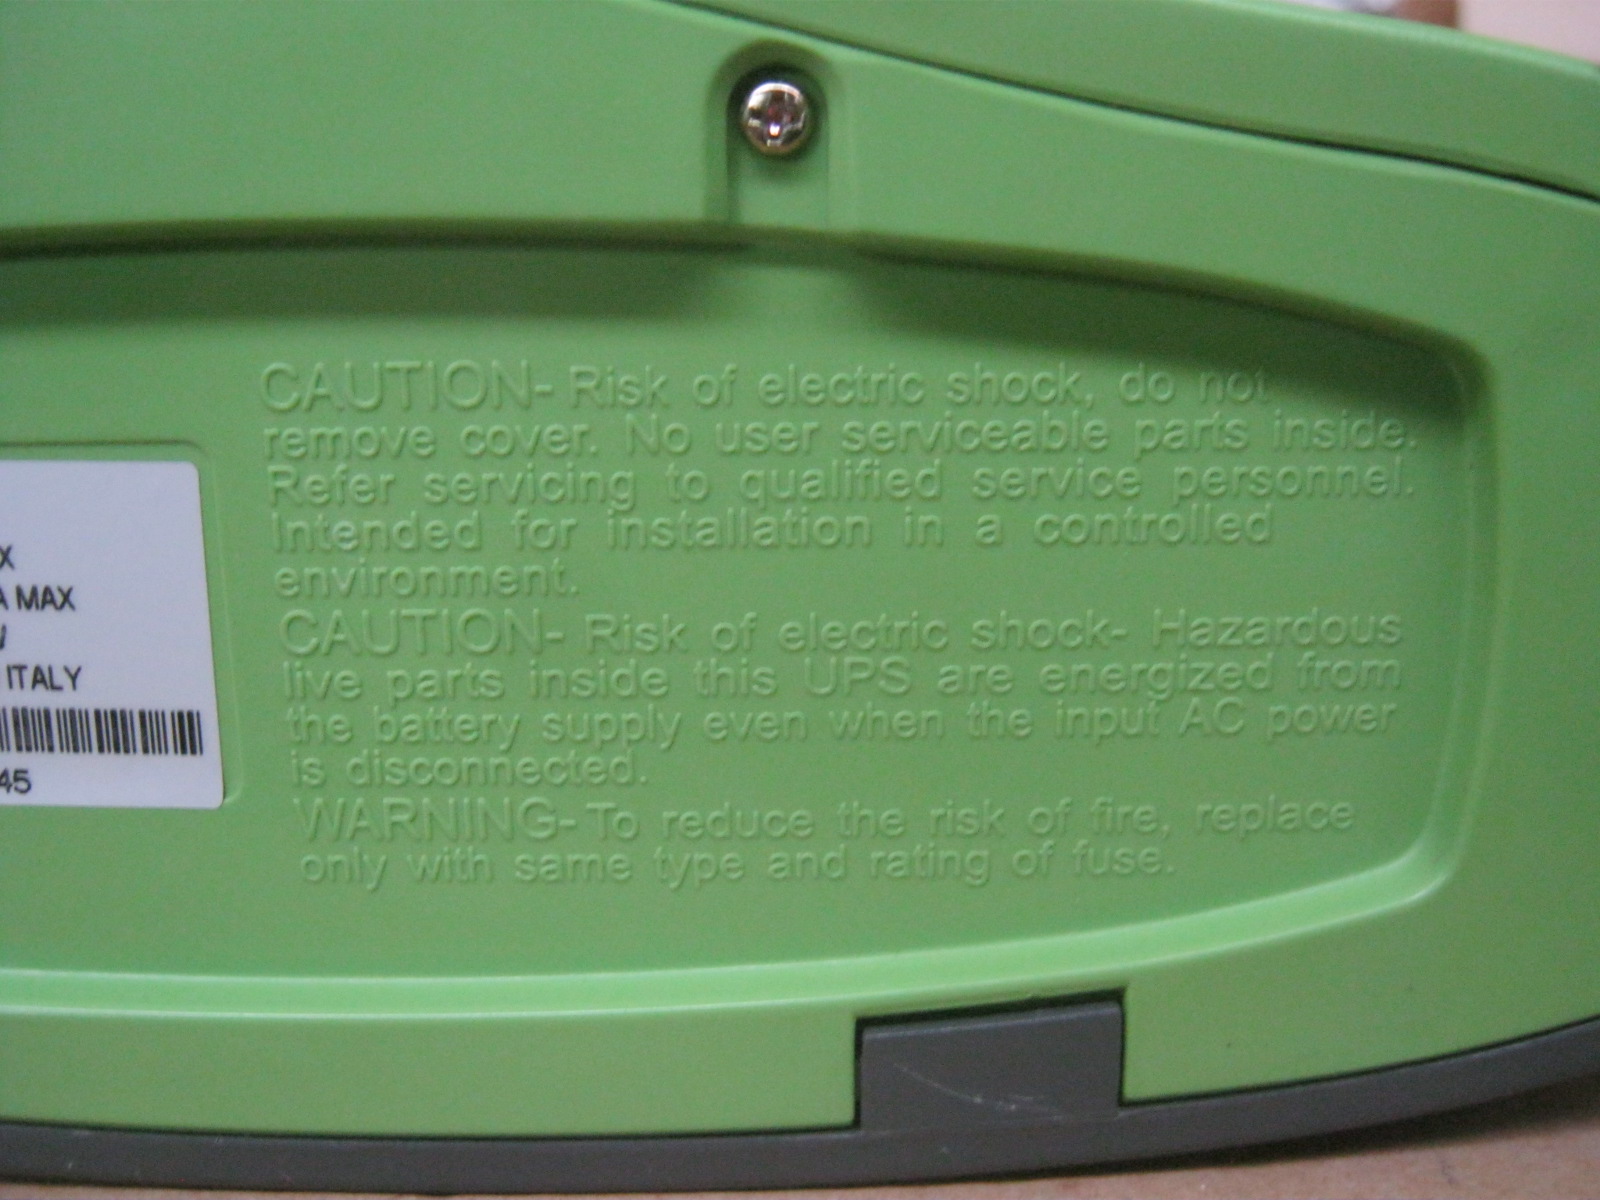 X
A MAX
ITALY
45
CAUTION- Risk of electric shock, do not
remove cover. No user serviceable parts inside.
Refer servicing to qualified service personnel.
Intended for installation in a controlled
environment.
CAUTION- Risk of electric shock- Hazardous
live parts inside this UPS are energized from
the battery supply even when the input AC power
is disconnected.
WARNING- To reduce the risk of fire, replace
only with same type and rating of fuse.